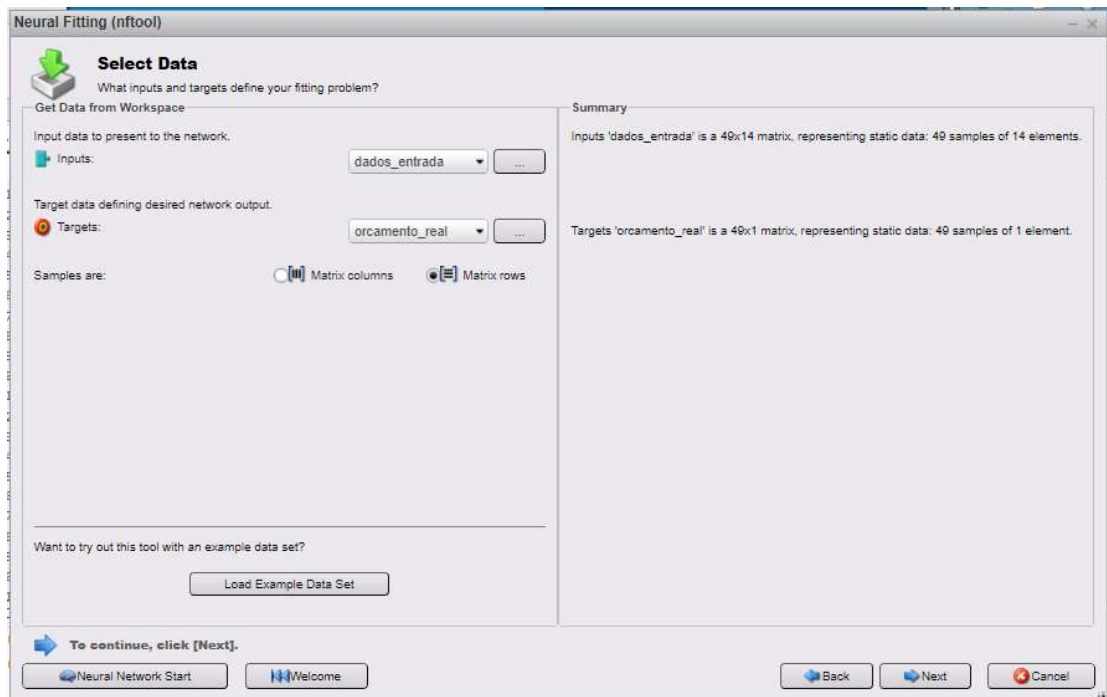 Neural Fitting (nftool)
Select Data
What inputs and targets define your fitting problem?
Get Data from Workspace
Input data to present to the network.
Inputs:
dados_entrada
...
Target data defining desired network output.
Targets:
orcamento_real
...
Samples are:
Matrix columns
Matrix rows
Want to try out this tool with an example data set?
Load Example Data Set
Summary
Inputs 'dados_entrada' is a 49x14 matrix, representing static data: 49 samples of 14 elements.
Targets 'orcamento_real' is a 49x1 matrix, representing static data: 49 samples of 1 element.
To continue, click [Next].
Neural Network Start
Welcome
Back
Next
Cancel